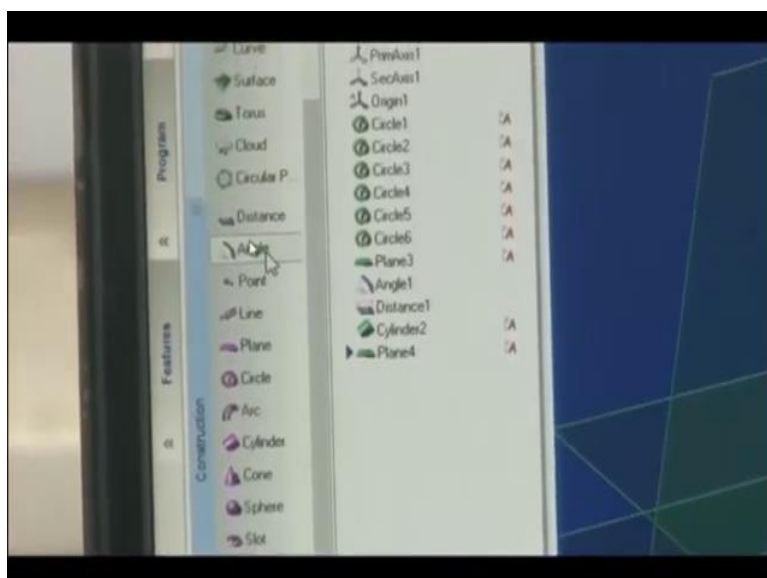 Program
«
Features
«
Construction
Curve
Surface
Torus
Cloud
Circular P...
Distance
Angle
Point
Line
Plane
Circle
Arc
Cylinder
Cone
Sphere
Slot
PrimAxis1
SecAxis1
Origin1
Circle1
Circle2
Circle3
Circle4
Circle5
Circle6
Plane3
Angle1
Distance1
Cylinder2
Plane4